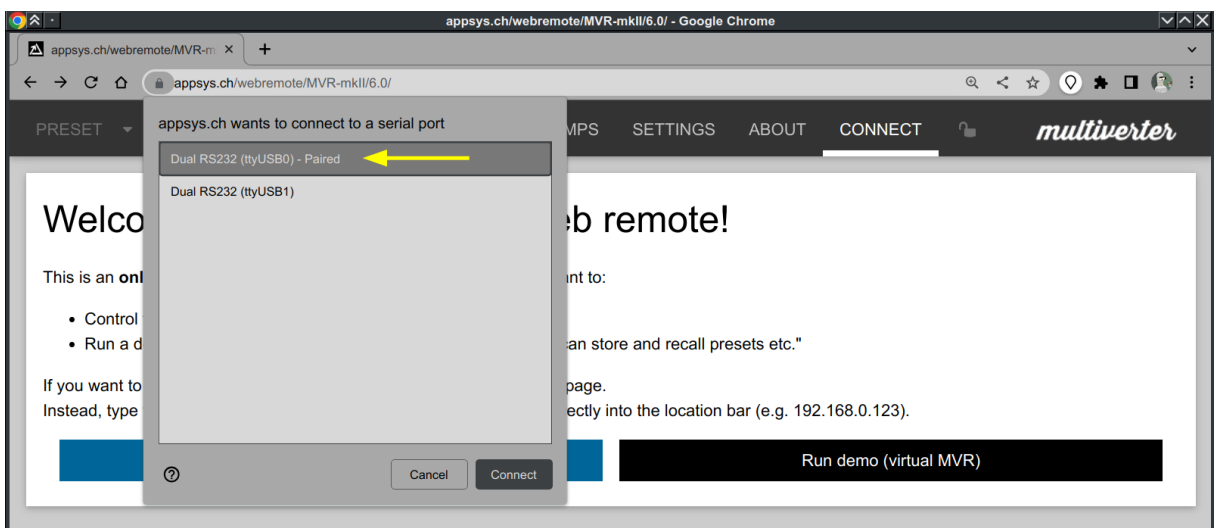 appsys.ch/webremote/MVR-mkII/6.0/ - Google Chrome
appsys.ch/webremote/MVR-m
appsys.ch/webremote/MVR-mkII/6.0/
PRESET
MPS SETTINGS ABOUT CONNECT multiverter
appsys.ch wants to connect to a serial port
Dual RS232 (ttyUSB0) - Paired
Dual RS232 (ttyUSB1)
Cancel Connect
Welco eb remote!
This is an onl ant to:
Control
Run a d an store and recall presets etc."
If you want to page.
Instead, type ectly into the location bar (e.g. 192.168.0.123).
Run demo (virtual MVR)